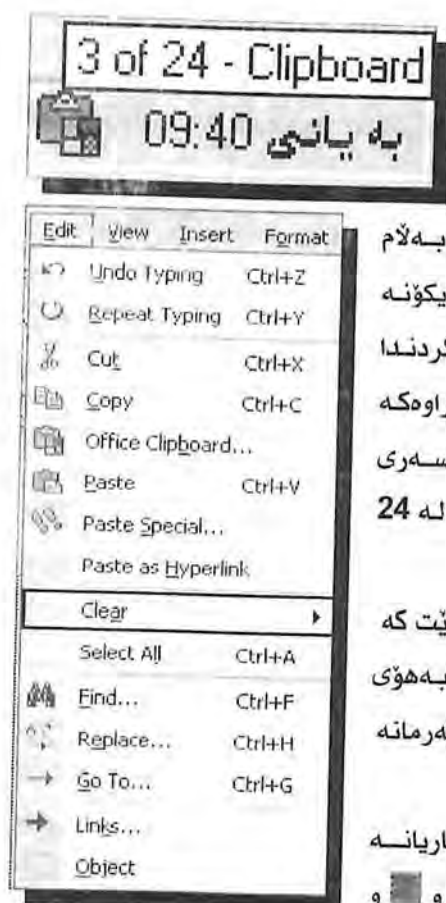 3 of 24 - Clipboard
09:40 به یانی
Edit View Insert Format
Undo Typing Ctrl+Z
Repeat Typing Ctrl+Y
Cut Ctrl+X
Copy Ctrl+C
Office Clipboard...
Paste Ctrl+V
Paste Special...
Paste as Hyperlink
Clear
Select All Ctrl+A
Find... Ctrl+F
Replace... Ctrl+H
Go To... Ctrl+G
Links...
Object
بەڵام
یکۆنە
کردندا
راوەکە
سەری
لە 24
ێت کە
بەهۆی
ەرمانە
اریانە
و و